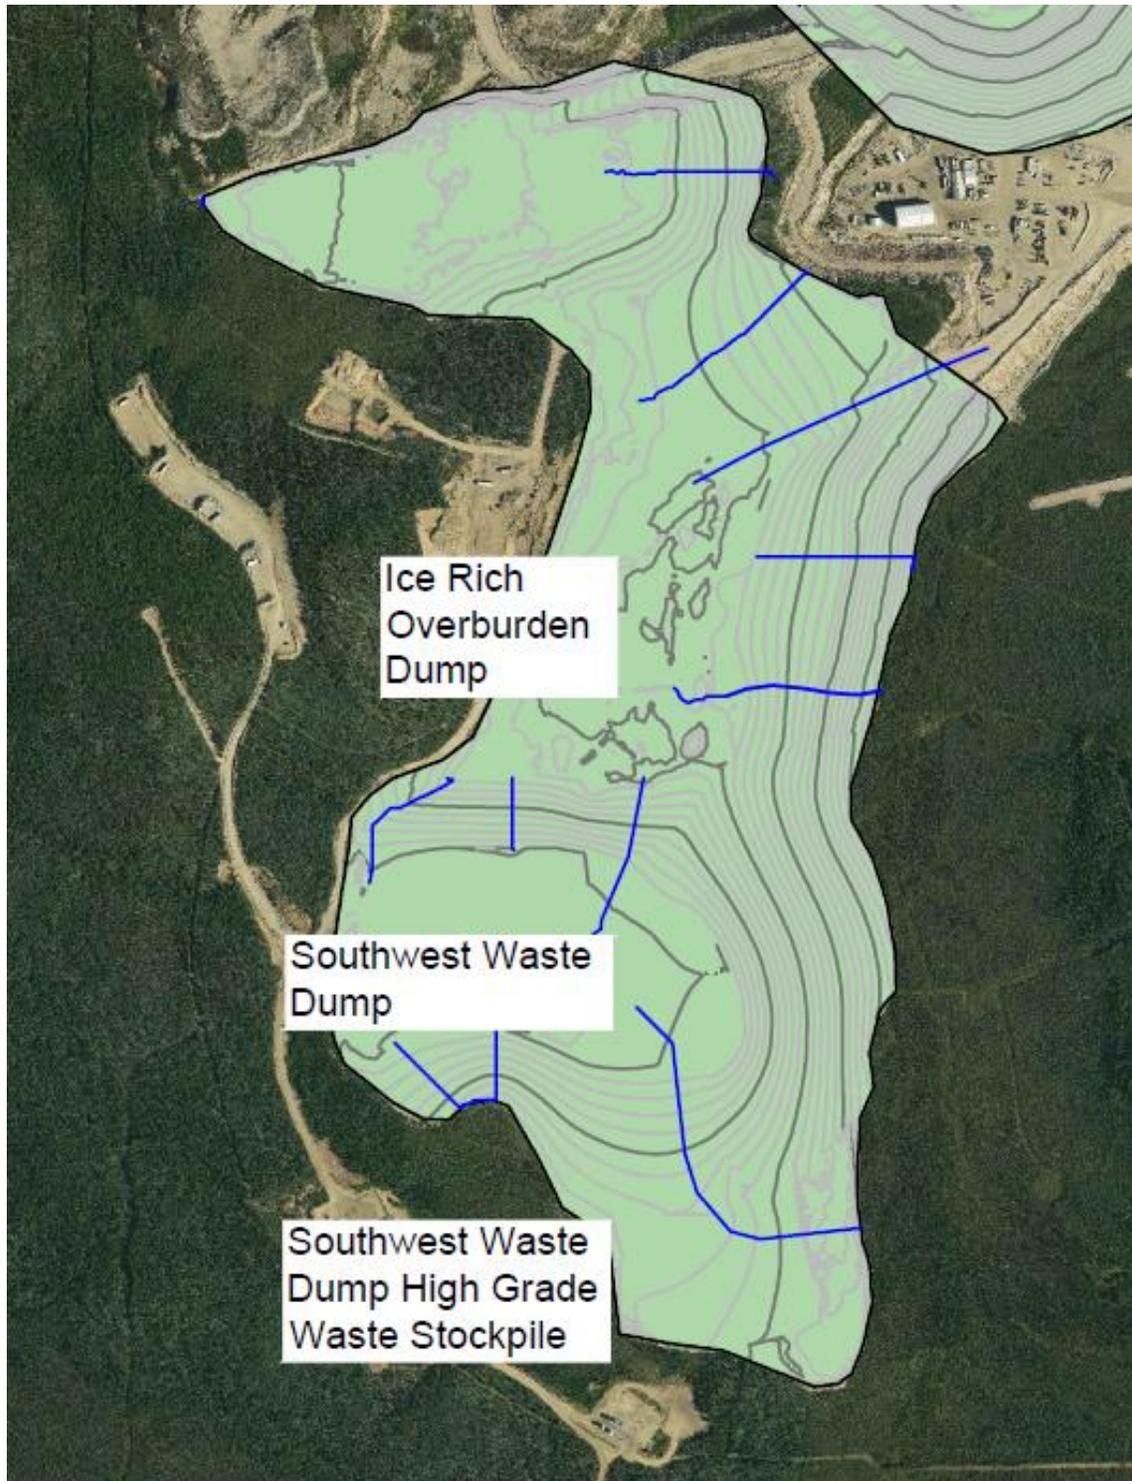 Ice Rich
Overburden
Dump
Southwest Waste
Dump
Southwest Waste
Dump High Grade
Waste Stockpile